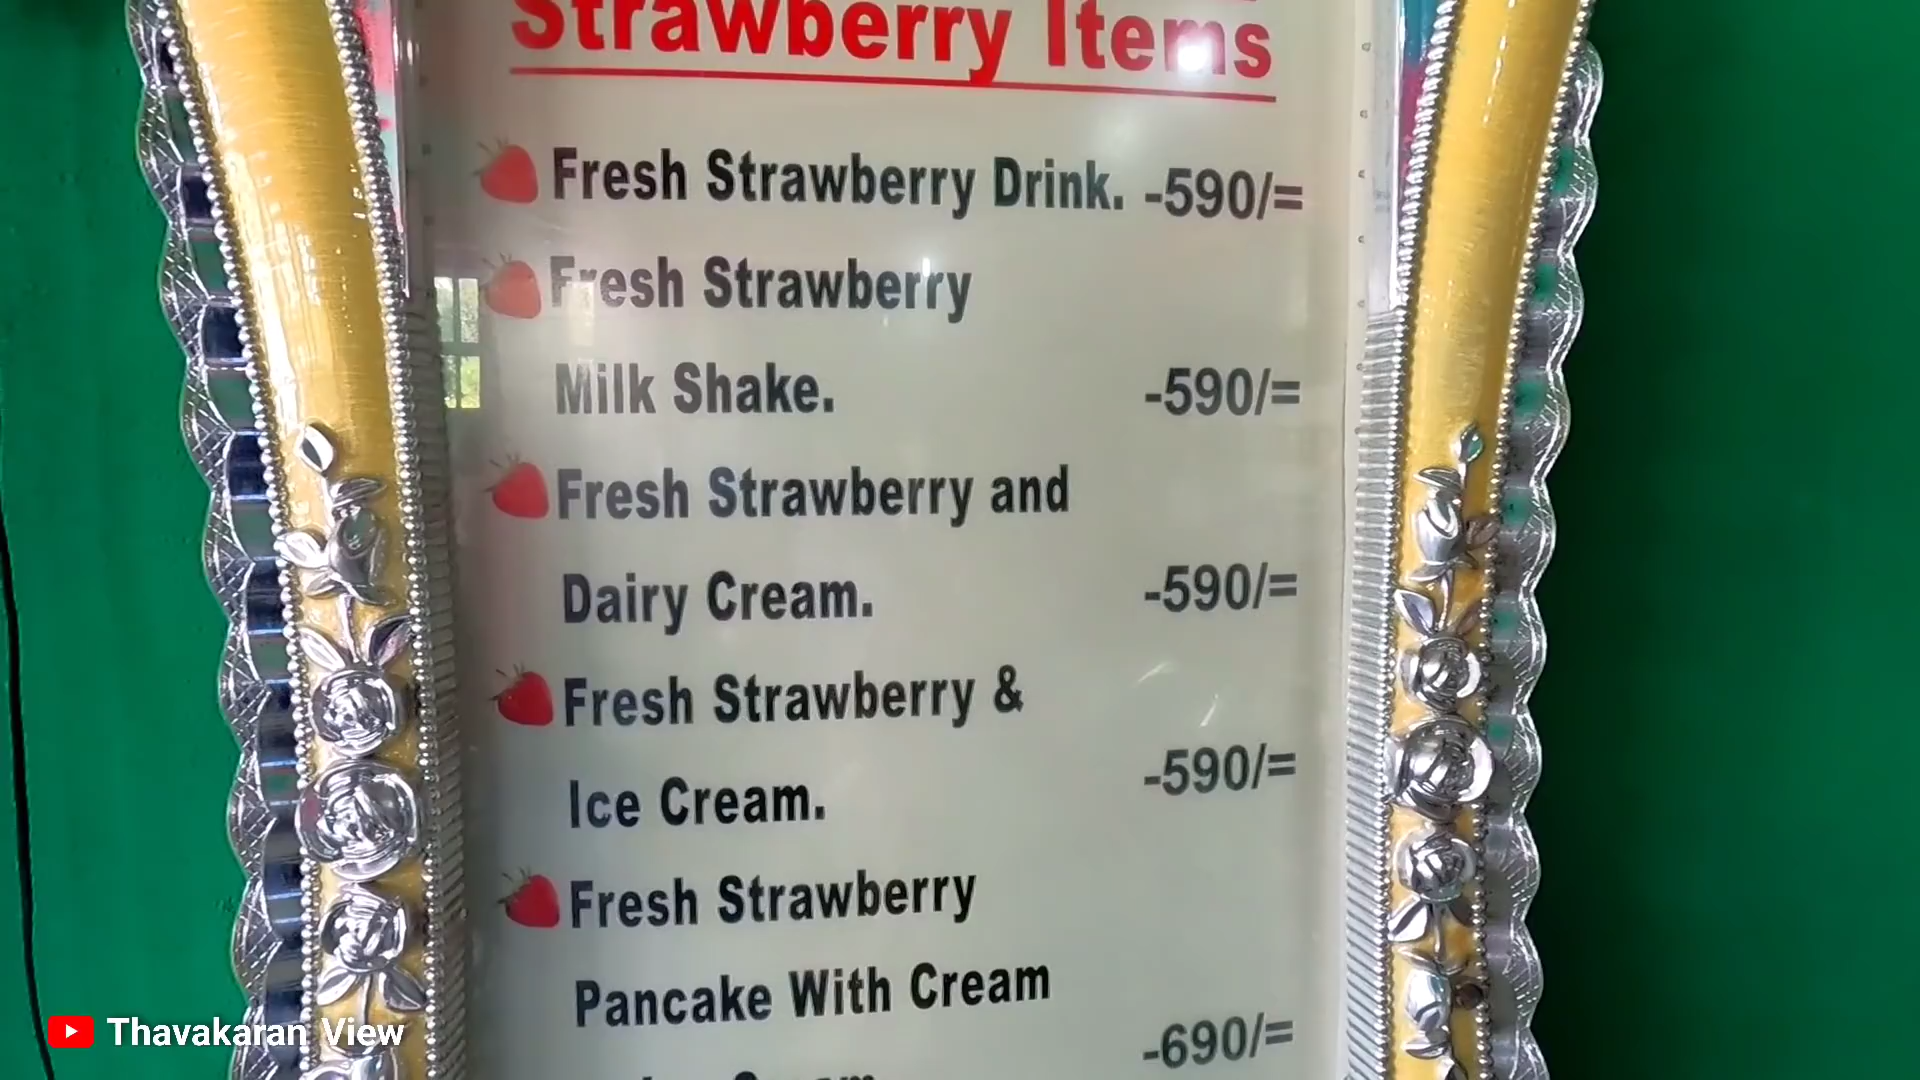 Strawberry Items
Fresh Strawberry Drink. -590/=
Fresh Strawberry
Milk Shake. -590/=
Fresh Strawberry and
Dairy Cream. -590/=
Fresh Strawberry &
Ice Cream. -590/=
Fresh Strawberry
Pancake With Cream
-690/=
Thavakaran View